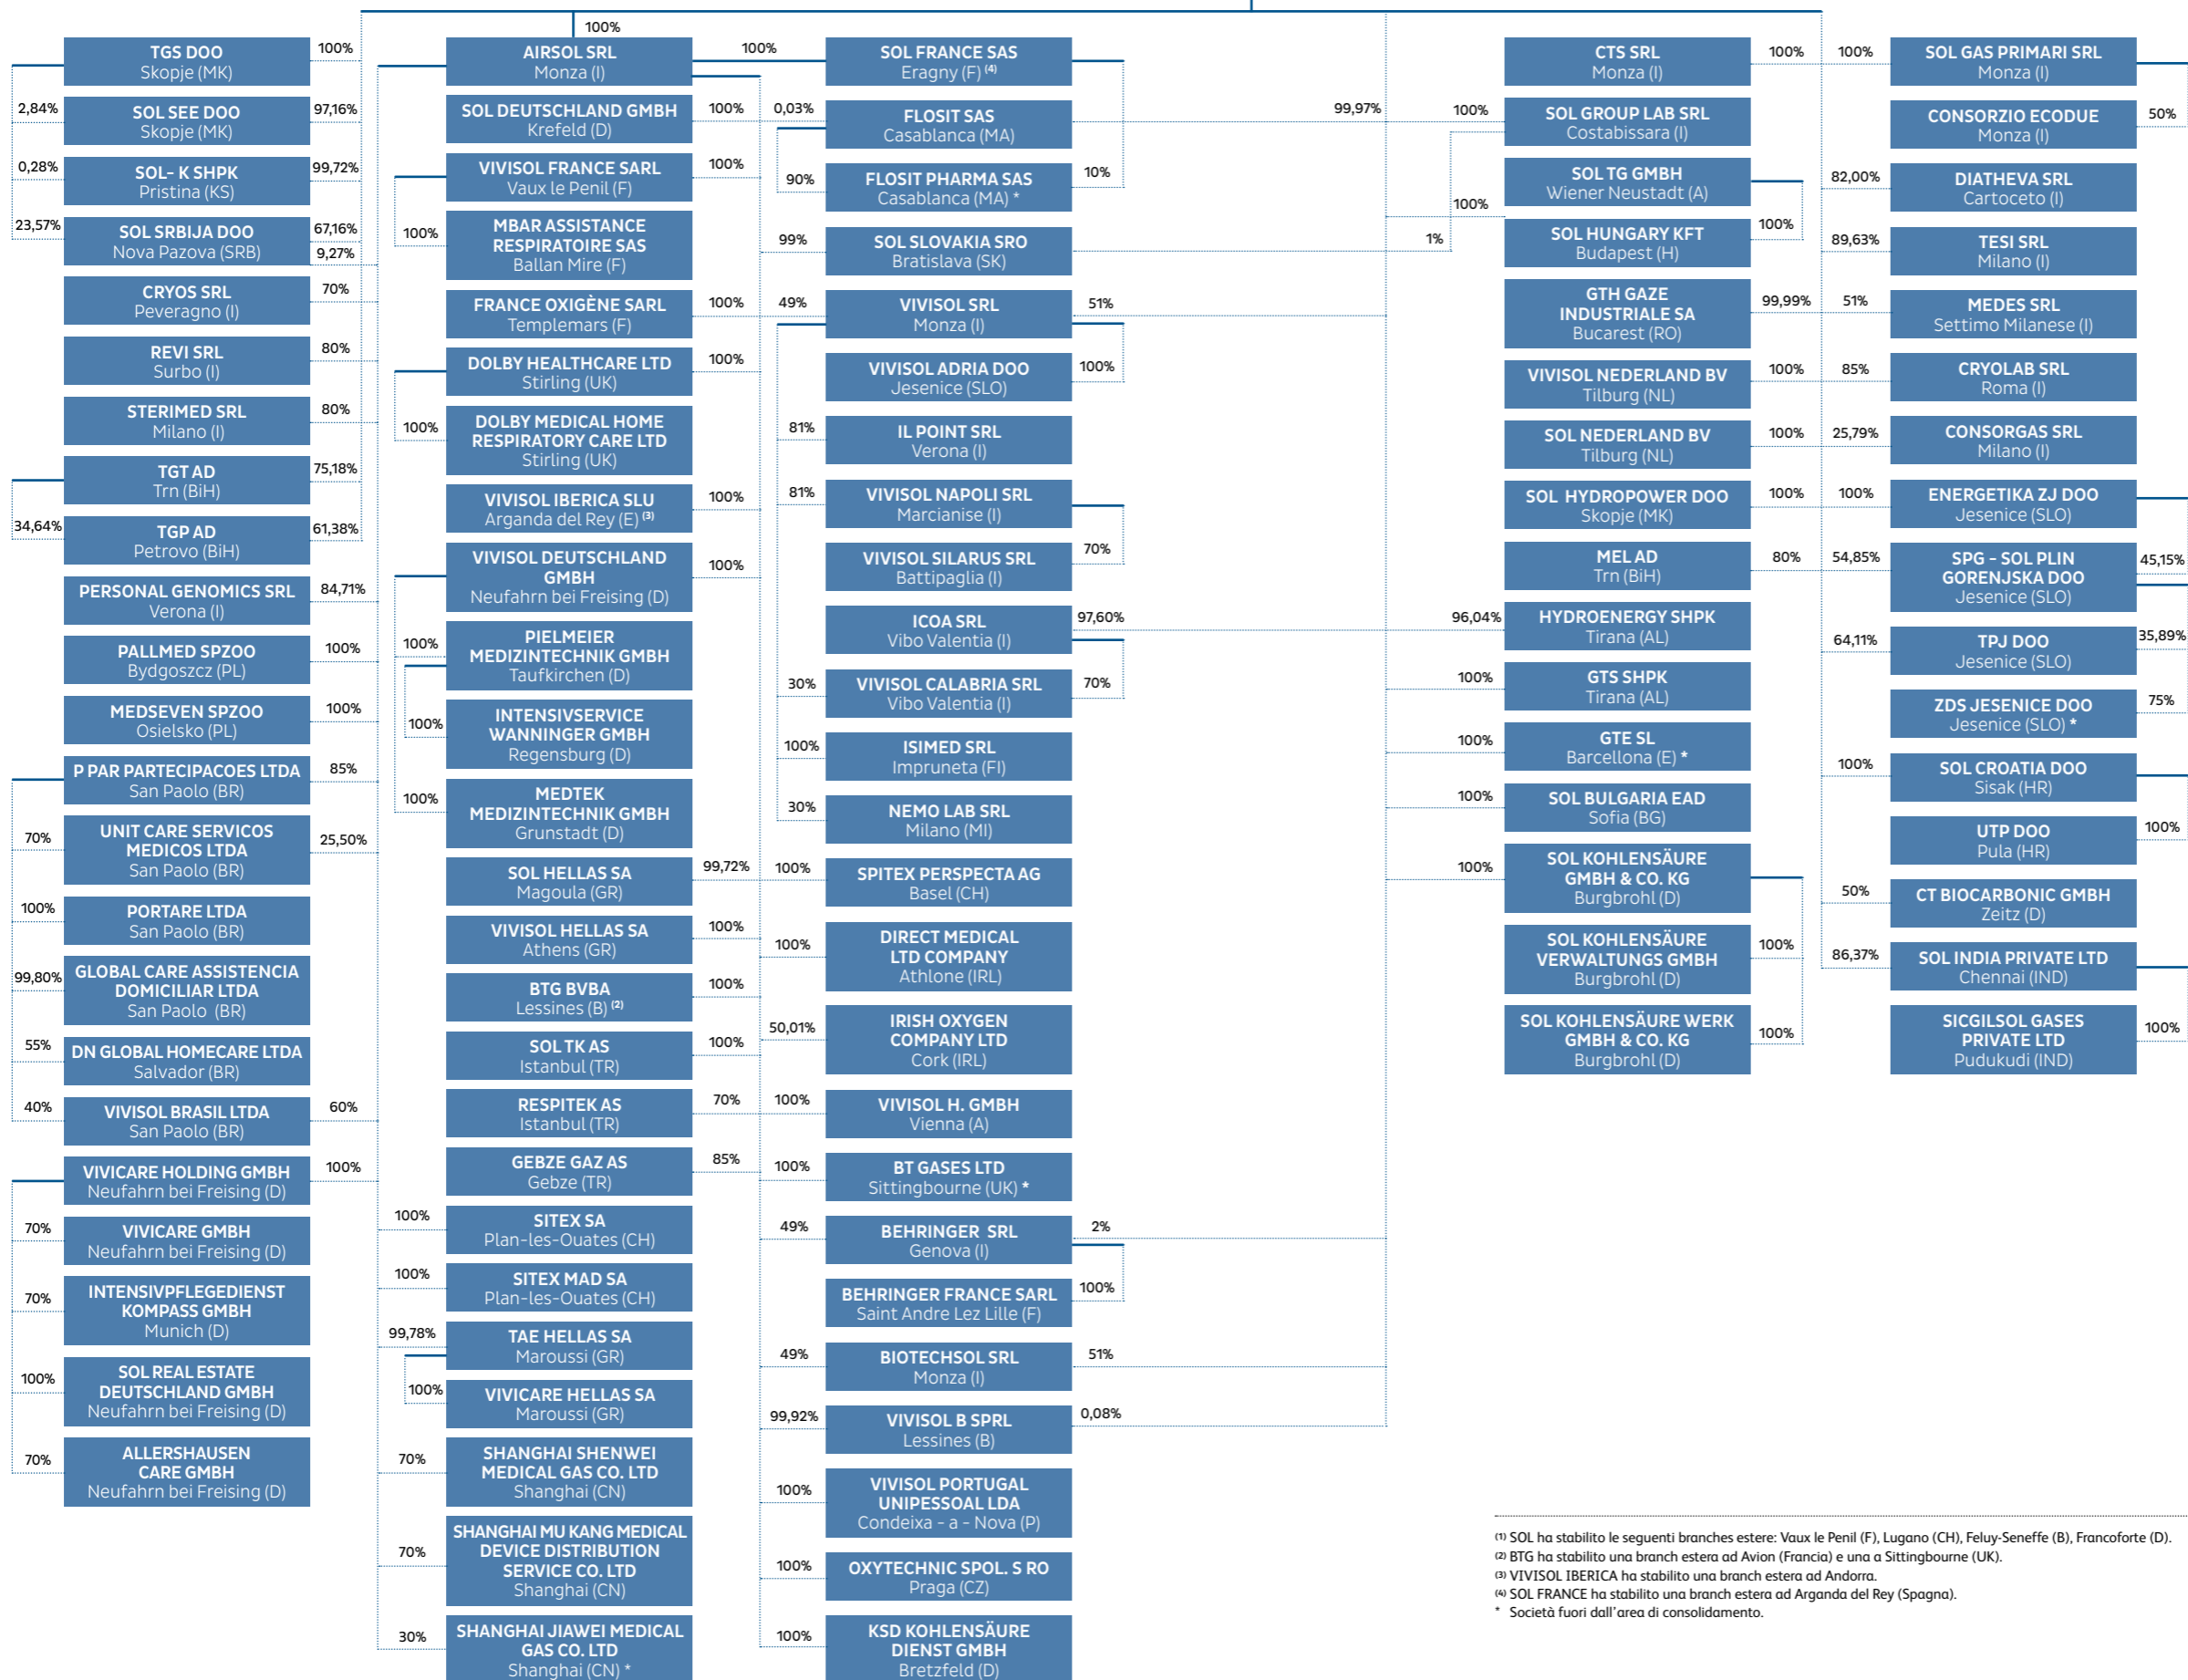 100%
TGS DOO
Skopje (MK)
100%
2,84%
SOL SEE DOO
Skopje (MK)
97,16%
0,28%
SOL- K SHPK
Pristina (KS)
99,72%
23,57%
SOL SRBIJA DOO
Nova Pazova (SRB)
67,16%
9,27%
CRYOS SRL
Peveragno (I)
70%
REVI SRL
Surbo (I)
80%
STERIMED SRL
Milano (I)
80%
TGT AD
Trn (BiH)
75,18%
34,64%
TGP AD
Petrovo (BiH)
61,38%
PERSONAL GENOMICS SRL
Verona (I)
84,71%
PALLMED SPZOO
Bydgoszcz (PL)
100%
MEDSEVEN SPZOO
Osielsko (PL)
100%
P PAR PARTECIPACOES LTDA
San Paolo (BR)
85%
70%
UNIT CARE SERVICOS
MEDICOS LTDA
San Paolo (BR)
25,50%
100%
PORTARE LTDA
San Paolo (BR)
99,80%
GLOBAL CARE ASSISTENCIA
DOMICILIAR LTDA
San Paolo (BR)
55%
DN GLOBAL HOMECARE LTDA
Salvador (BR)
40%
VIVISOL BRASIL LTDA
San Paolo (BR)
60%
VIVICARE HOLDING GMBH
Neufahrn bei Freising (D)
100%
70%
VIVICARE GMBH
Neufahrn bei Freising (D)
70%
INTENSIVPFLEGEDIENST
KOMPASS GMBH
Munich (D)
100%
SOL REAL ESTATE
DEUTSCHLAND GMBH
Neufahrn bei Freising (D)
70%
ALLERSHAUSEN
CARE GMBH
Neufahrn bei Freising (D)
AIRSOL SRL
Monza (I)
100%
SOL DEUTSCHLAND GMBH
Krefeld (D)
100%
VIVISOL FRANCE SARL
Vaux le Penil (F)
100%
100%
MBAR ASSISTANCE
RESPIRATOIRE SAS
Ballan Mire (F)
FRANCE OXIGÈNE SARL
Templemars (F)
100%
DOLBY HEALTHCARE LTD
Stirling (UK)
100%
100%
DOLBY MEDICAL HOME
RESPIRATORY CARE LTD
Stirling (UK)
VIVISOL IBERICA SLU
Arganda del Rey (E) (3)
100%
VIVISOL DEUTSCHLAND
GMBH
Neufahrn bei Freising (D)
100%
100%
PIELMEIER
MEDIZINTECHNIK GMBH
Taufkirchen (D)
100%
INTENSIVSERVICE
WANNINGER GMBH
Regensburg (D)
100%
MEDTEK
MEDIZINTECHNIK GMBH
Grunstadt (D)
SOL HELLAS SA
Magoula (GR)
99,72%
VIVISOL HELLAS SA
Athens (GR)
100%
BTG BVBA
Lessines (B) (2)
100%
SOL TK AS
Istanbul (TR)
100%
RESPITEK AS
Istanbul (TR)
70%
GEBZE GAZ AS
Gebze (TR)
85%
100%
SITEX SA
Plan-les-Ouates (CH)
100%
SITEX MAD SA
Plan-les-Ouates (CH)
99,78%
TAE HELLAS SA
Maroussi (GR)
100%
VIVICARE HELLAS SA
Maroussi (GR)
70%
SHANGHAI SHENWEI
MEDICAL GAS CO. LTD
Shanghai (CN)
70%
SHANGHAI MU KANG MEDICAL
DEVICE DISTRIBUTION
SERVICE CO. LTD
Shanghai (CN)
30%
SHANGHAI JIAWEI MEDICAL
GAS CO. LTD
Shanghai (CN) *
SOL FRANCE SAS
Eragny (F) (4)
0,03%
FLOSIT SAS
Casablanca (MA)
99,97%
90%
FLOSIT PHARMA SAS
Casablanca (MA) *
10%
99%
SOL SLOVAKIA SRO
Bratislava (SK)
1%
49%
VIVISOL SRL
Monza (I)
51%
VIVISOL ADRIA DOO
Jesenice (SLO)
100%
81%
IL POINT SRL
Verona (I)
81%
VIVISOL NAPOLI SRL
Marcianise (I)
VIVISOL SILARUS SRL
Battipaglia (I)
70%
ICOA SRL
Vibo Valentia (I)
97,60%
30%
VIVISOL CALABRIA SRL
Vibo Valentia (I)
70%
100%
ISIMED SRL
Impruneta (FI)
30%
NEMO LAB SRL
Milano (MI)
100%
SPITEX PERSPECTA AG
Basel (CH)
100%
DIRECT MEDICAL
LTD COMPANY
Athlone (IRL)
50,01%
IRISH OXYGEN
COMPANY LTD
Cork (IRL)
100%
VIVISOL H. GMBH
Vienna (A)
100%
BT GASES LTD
Sittingbourne (UK) *
49%
BEHRINGER SRL
Genova (I)
2%
BEHRINGER FRANCE SARL
Saint Andre Lez Lille (F)
100%
49%
BIOTECHSOL SRL
Monza (I)
51%
99,92%
VIVISOL B SPRL
Lessines (B)
0,08%
100%
VIVISOL PORTUGAL
UNIPESSOAL LDA
Condeixa - a - Nova (P)
100%
OXYTECHNIC SPOL. S RO
Praga (CZ)
100%
KSD KOHLENSÄURE
DIENST GMBH
Bretzfeld (D)
CTS SRL
Monza (I)
100%
100%
SOL GROUP LAB SRL
Costabissara (I)
SOL TG GMBH
Wiener Neustadt (A)
100%
SOL HUNGARY KFT
Budapest (H)
100%
GTH GAZE
INDUSTRIALE SA
Bucarest (RO)
99,99%
VIVISOL NEDERLAND BV
Tilburg (NL)
100%
SOL NEDERLAND BV
Tilburg (NL)
100%
SOL HYDROPOWER DOO
Skopje (MK)
100%
MEL AD
Trn (BiH)
80%
96,04%
HYDROENERGY SHPK
Tirana (AL)
100%
GTS SHPK
Tirana (AL)
100%
GTE SL
Barcellona (E) *
100%
SOL BULGARIA EAD
Sofia (BG)
100%
SOL KOHLENSÄURE
GMBH & CO. KG
Burgbrohl (D)
SOL KOHLENSÄURE
VERWALTUNGS GMBH
Burgbrohl (D)
100%
SOL KOHLENSÄURE WERK
GMBH & CO. KG
Burgbrohl (D)
100%
100%
SOL GAS PRIMARI SRL
Monza (I)
CONSORZIO ECODUE
Monza (I)
50%
82,00%
DIATHEVA SRL
Cartoceto (I)
89,63%
TESI SRL
Milano (I)
51%
MEDES SRL
Settimo Milanese (I)
85%
CRYOLAB SRL
Roma (I)
25,79%
CONSORGAS SRL
Milano (I)
100%
ENERGETIKA ZJ DOO
Jesenice (SLO)
54,85%
SPG - SOL PLIN
GORENJSKA DOO
Jesenice (SLO)
45,15%
64,11%
TPJ DOO
Jesenice (SLO)
35,89%
ZDS JESENICE DOO
Jesenice (SLO) *
75%
100%
SOL CROATIA DOO
Sisak (HR)
UTP DOO
Pula (HR)
100%
50%
CT BIOCARBONIC GMBH
Zeitz (D)
86,37%
SOL INDIA PRIVATE LTD
Chennai (IND)
SICGILSOL GASES
PRIVATE LTD
Pudukudi (IND)
100%
(1) SOL ha stabilito le seguenti branches estere: Vaux le Penil (F), Lugano (CH), Feluy-Seneffe (B), Francoforte (D).
(2) BTG ha stabilito una branch estera ad Avion (Francia) e una a Sittingbourne (UK).
(3) VIVISOL IBERICA ha stabilito una branch estera ad Andorra.
(4) SOL FRANCE ha stabilito una branch estera ad Arganda del Rey (Spagna).
* Società fuori dall'area di consolidamento.